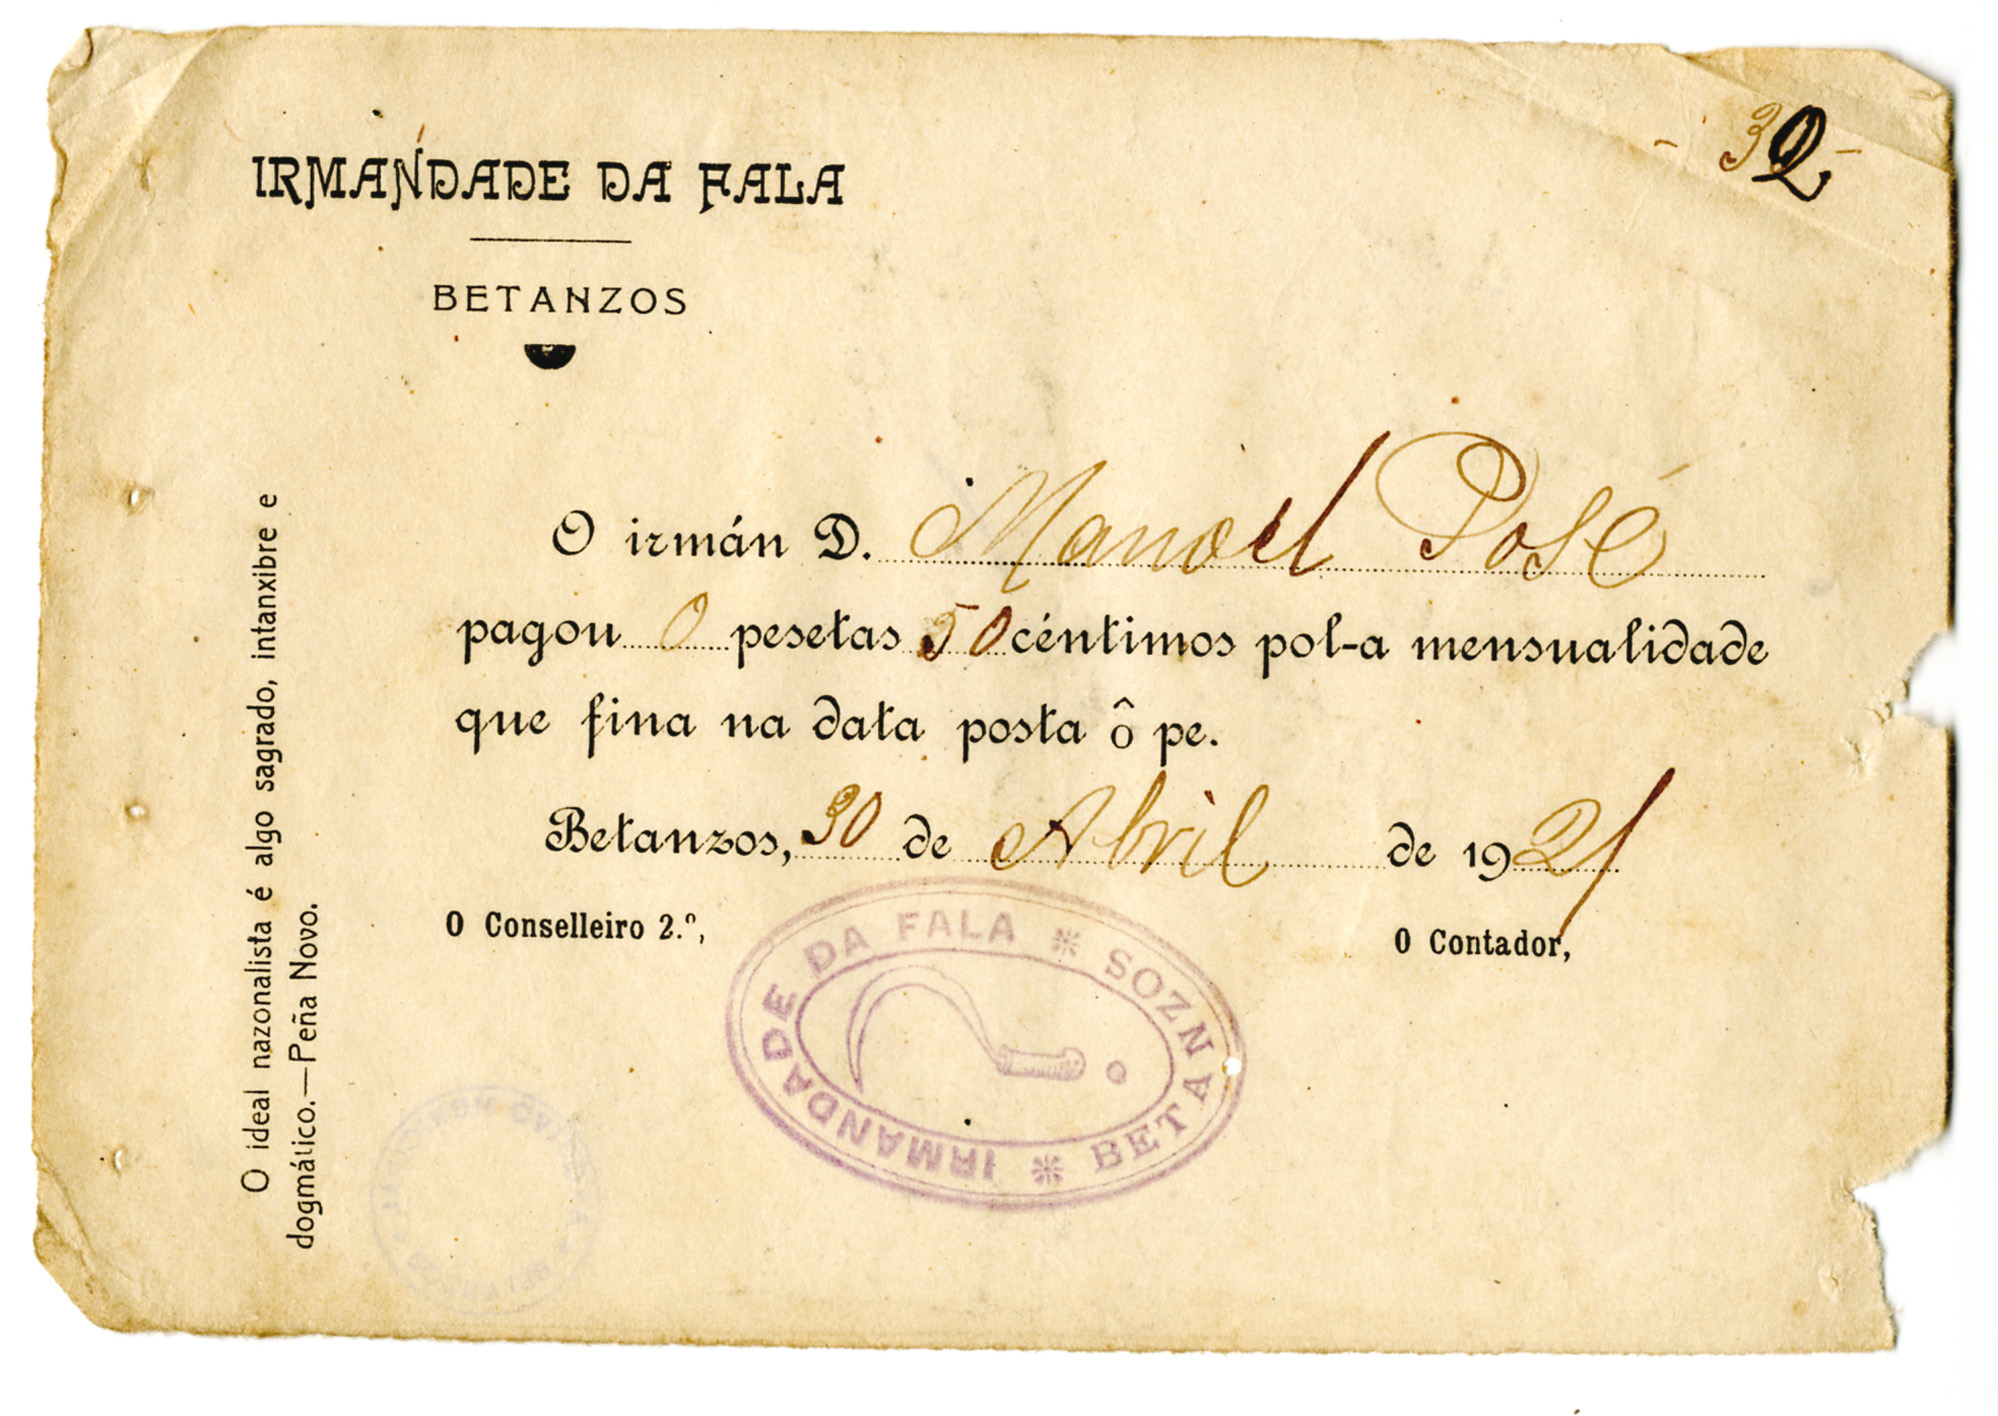 - 32 -
IRMANDADE DA FALA
BETANZOS
O irmán D. Manoel Posé
pagou 0 pesetas 50 céntimos pol-a mensualidade
que fina na data posta ô pe.
Betanzos, 30 de Abril de 1921
O Conselleiro 2.º,
O Contador,
IRMANDADE DA FALA * BETANZOS *
O ideal nazonalista é algo sagrado, intanxibre e
dogmático.—Peña Novo.